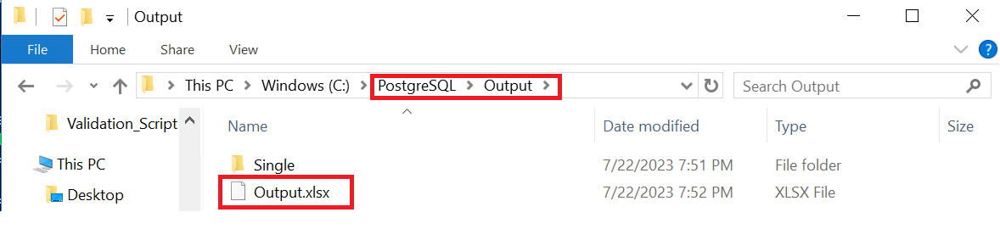 Output
File Home Share View
This PC Windows (C:) PostgreSQL Output Search Output
Validation_Script Name Date modified Type Size
This PC Single 7/22/2023 7:51 PM File folder
Desktop Output.xlsx 7/22/2023 7:52 PM XLSX File